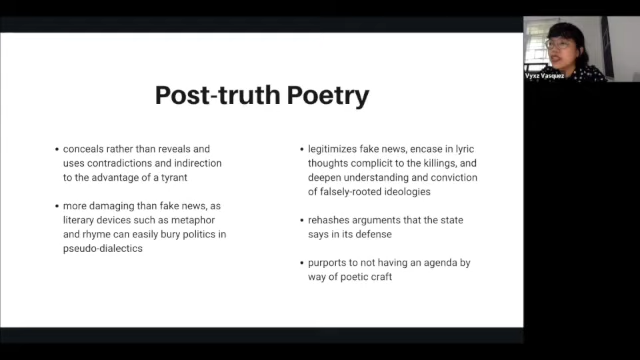 Post-truth Poetry
conceals rather than reveals and
uses contradictions and indirection
to the advantage of a tyrant
more damaging than fake news, as
literary devices such as metaphor
and rhyme can easily bury politics in
pseudo-dialectics
legitimizes fake news, encase in lyric
thoughts complicit to the killings, and
deepen understanding and conviction
of falsely-rooted ideologies
rehashes arguments that the state
says in its defense
purports to not having an agenda by
way of poetic craft
Vyxz Vasquez